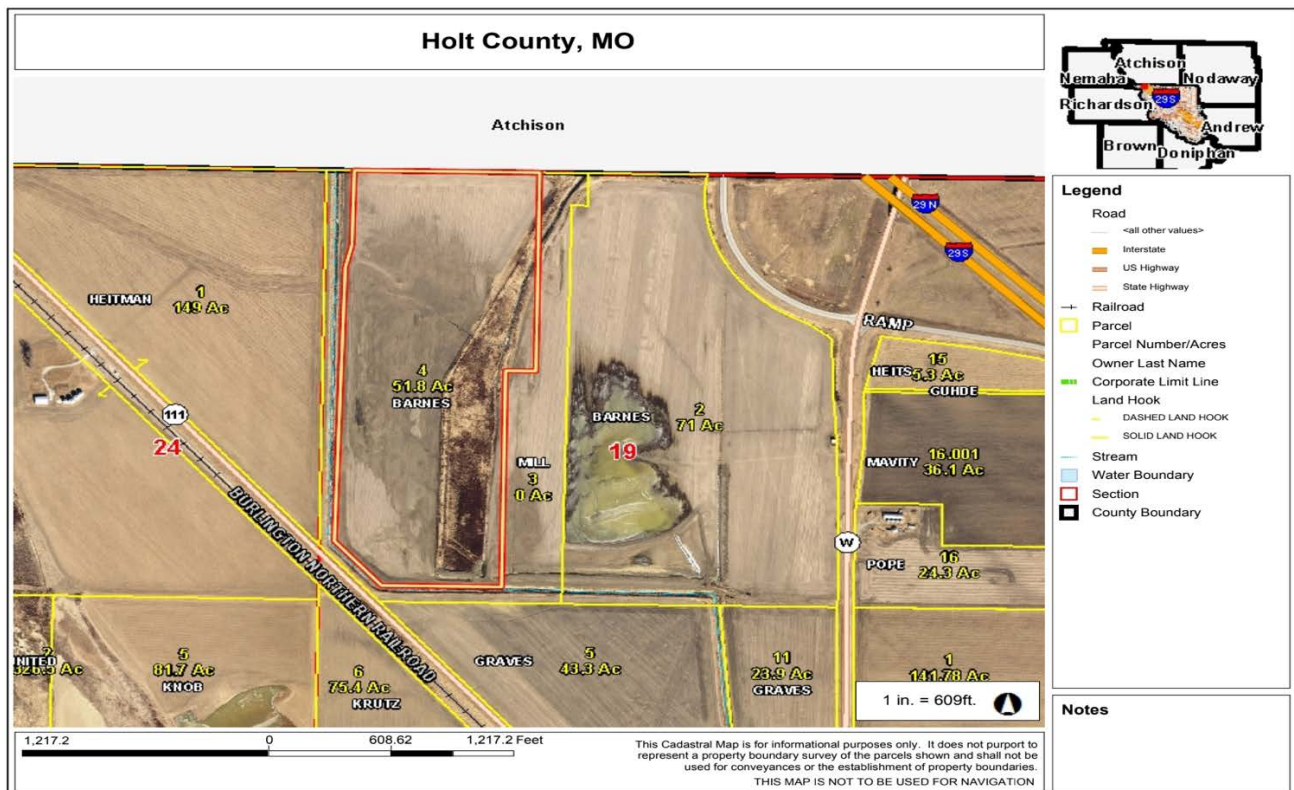 Holt County, MO
Atchison
Atchison
Nemaha
Nodaway
29 S
Richardson
Andrew
Brown
Doniphan
29 N
29 S
RAMP
HEITMAN
1
149 Ac
4
51.8 Ac
BARNES
BARNES
2
71 Ac
19
MILL
3
0 Ac
15
HEITS
5.3 Ac
GUHDE
MAVITY
16.001
36.1 Ac
W
POPE
16
24.3 Ac
111
24
BURLINGTON NORTHERN RAILROAD
2
5
81.7 Ac
KNOB
6
75.4 Ac
KRUTZ
GRAVES
5
43.3 Ac
11
23.9 Ac
GRAVES
1
141.78 Ac
1 in. = 609ft.
Legend
Road
<all other values>
Interstate
US Highway
State Highway
Railroad
Parcel
Parcel Number/Acres
Owner Last Name
Corporate Limit Line
Land Hook
DASHED LAND HOOK
SOLID LAND HOOK
Stream
Water Boundary
Section
County Boundary
Notes
1,217.2 0 608.62 1,217.2 Feet
This Cadastral Map is for informational purposes only. It does not purport to
represent a property boundary survey of the parcels shown and shall not be
used for conveyances or the establishment of property boundaries.
THIS MAP IS NOT TO BE USED FOR NAVIGATION